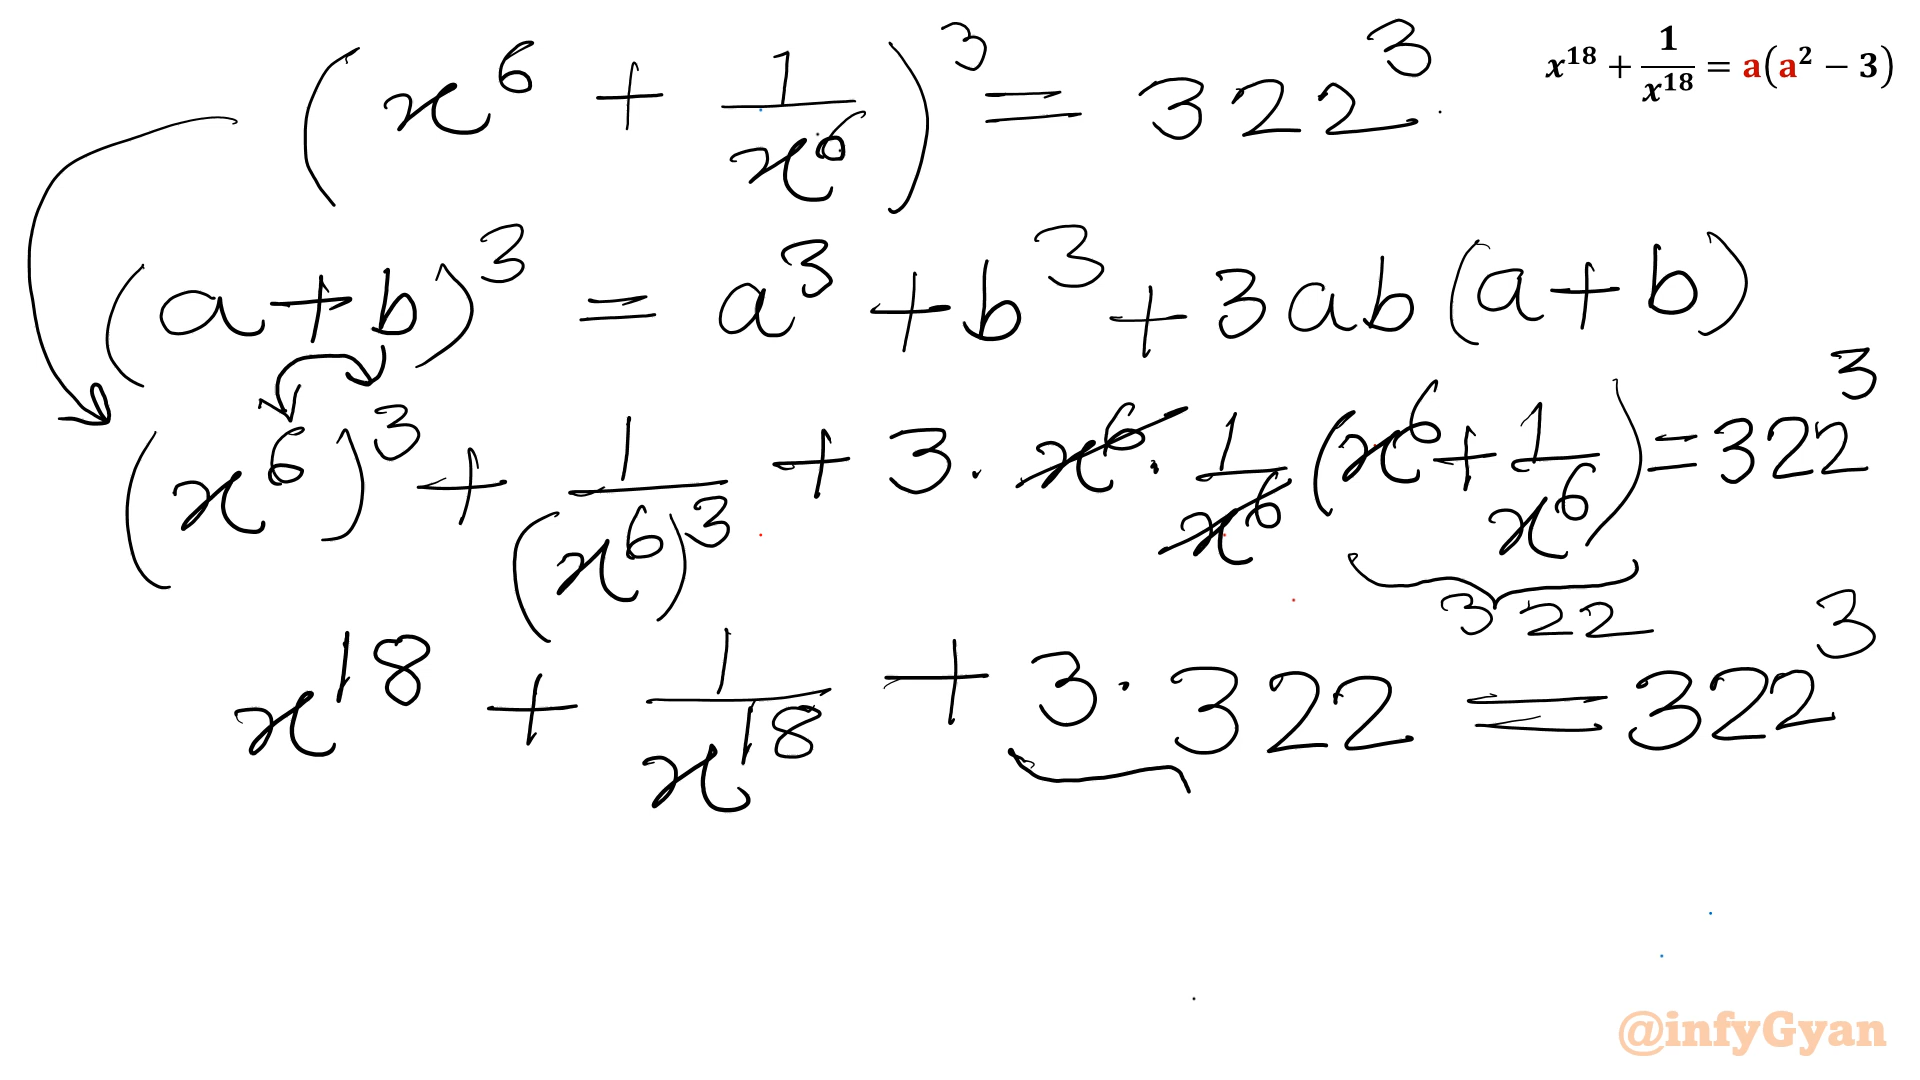 (x⁶ + 1/x⁶)³ = 322³
x¹⁸ + 1/x¹⁸ = a(a² − 3)
(a+b)³ = a³ + b³ + 3ab(a+b)
(x⁶)³ + 1/(x⁶)³ + 3 · x⁶ · 1/x⁶ (x⁶ + 1/x⁶) = 322³
322
x¹⁸ + 1/x¹⁸ + 3 · 322 = 322³
@infyGyan